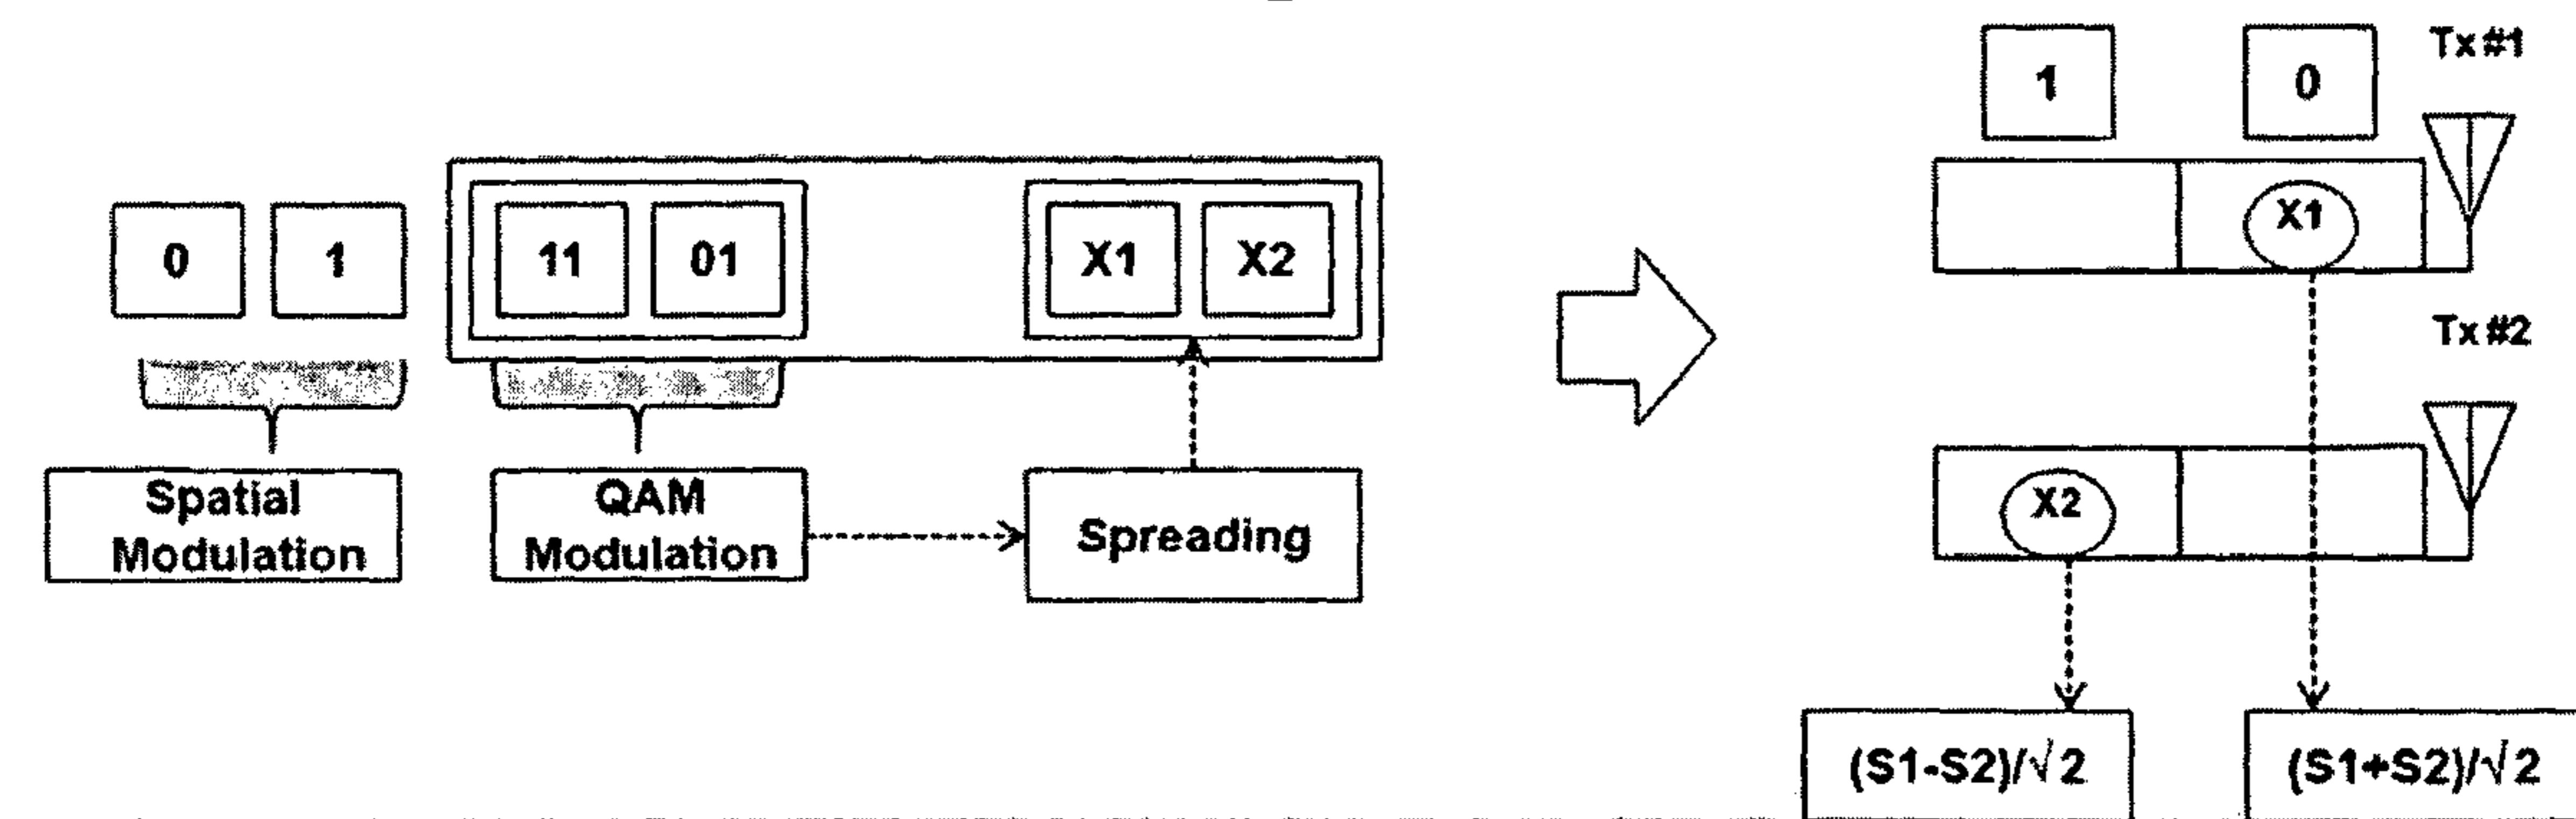 1
0
Tx #1
0
1
11
01
X1
X2
X1
Tx #2
X2
Spatial
Modulation
QAM
Modulation
Spreading
(S1-S2)/√2
(S1+S2)/√2